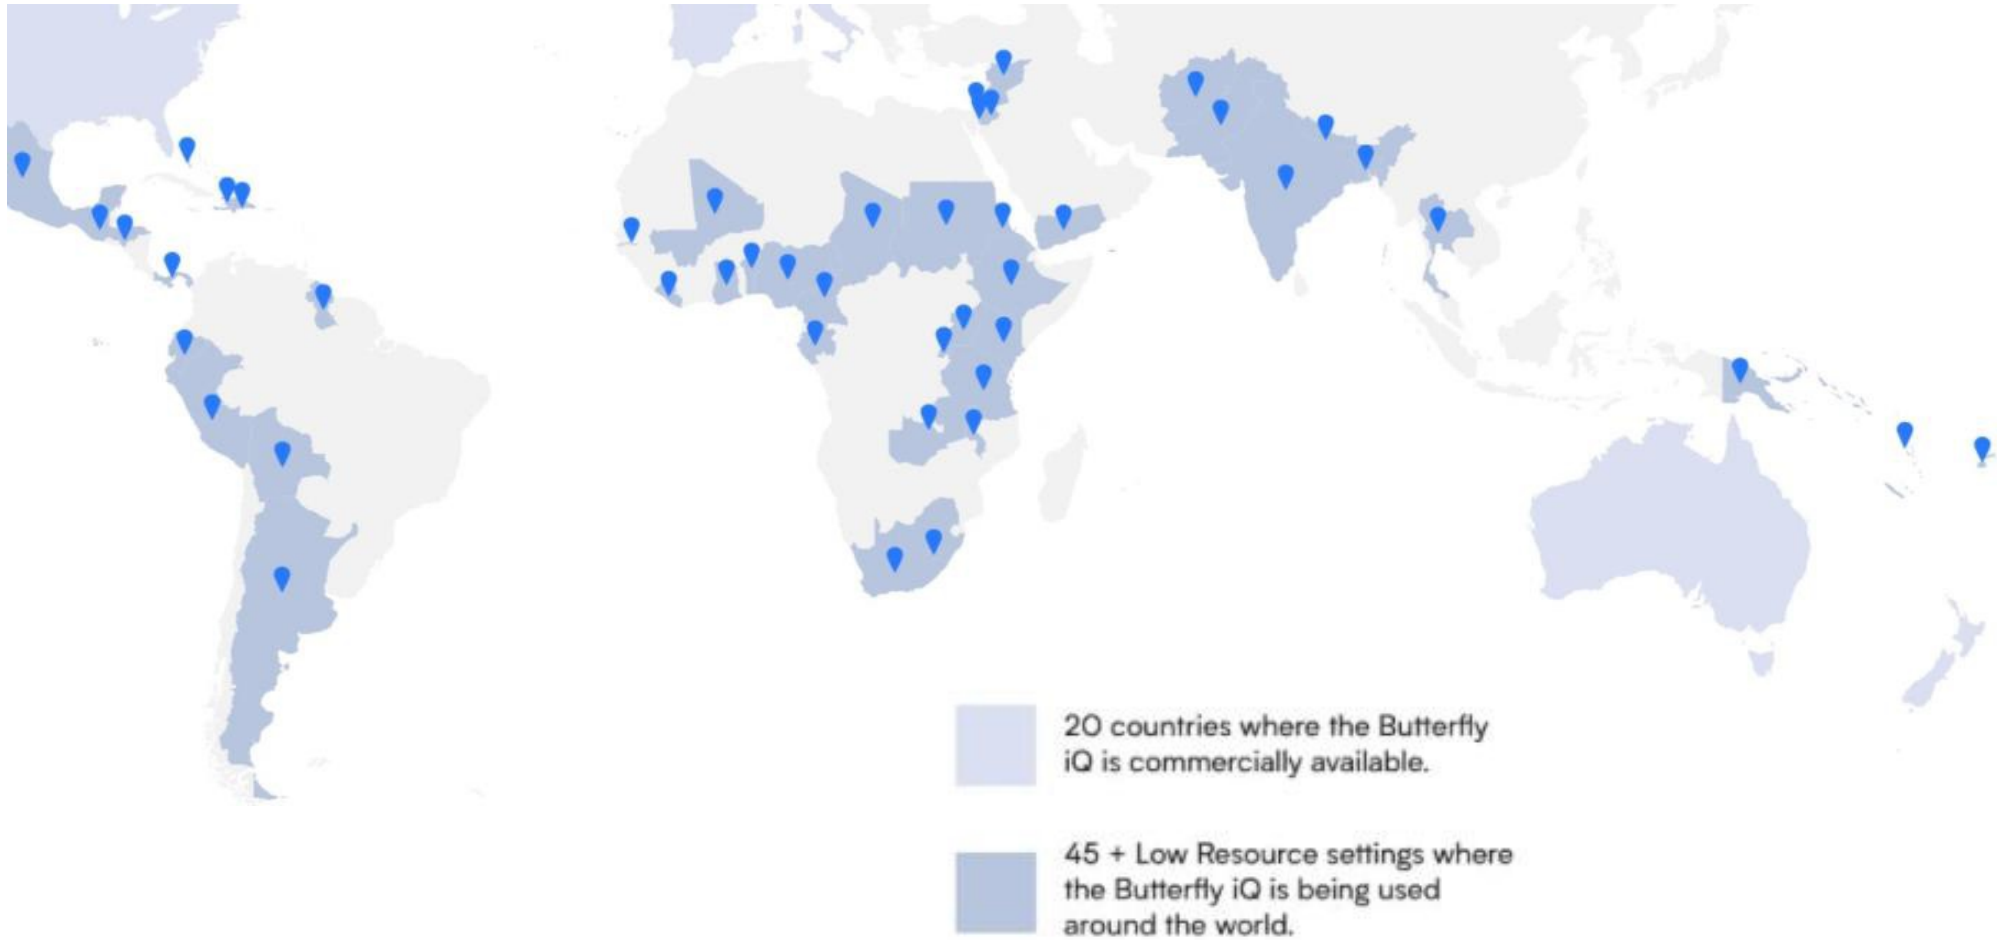 20 countries where the Butterfly
iQ is commercially available.
45 + Low Resource settings where
the Butterfly iQ is being used
around the world.